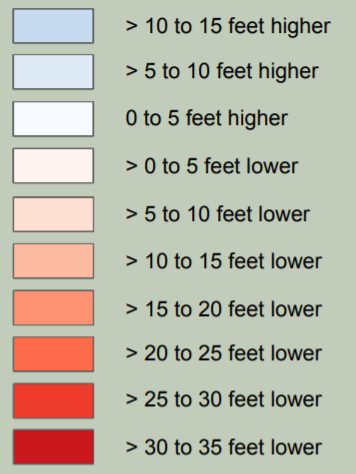 > 10 to 15 feet higher
> 5 to 10 feet higher
0 to 5 feet higher
> 0 to 5 feet lower
> 5 to 10 feet lower
> 10 to 15 feet lower
> 15 to 20 feet lower
> 20 to 25 feet lower
> 25 to 30 feet lower
> 30 to 35 feet lower